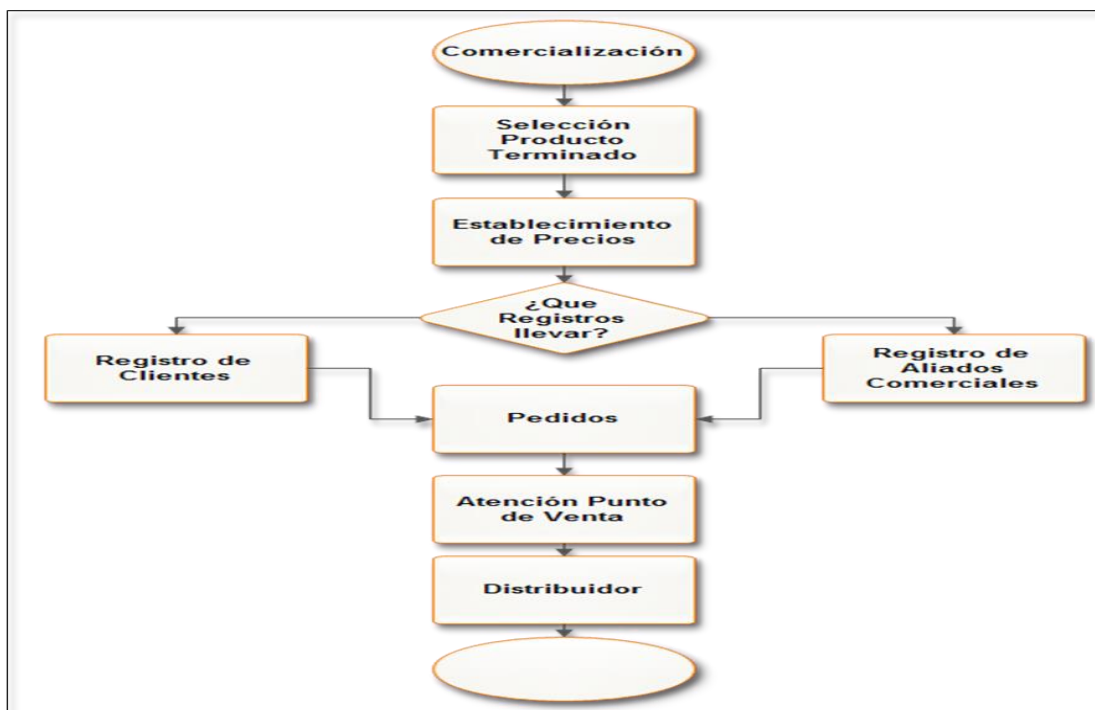 Comercialización
Selección
Producto
Terminado
Establecimiento
de Precios
¿Que
Registros
llevar?
Registro de
Clientes
Registro de
Aliados
Comerciales
Pedidos
Atención Punto
de Venta
Distribuidor